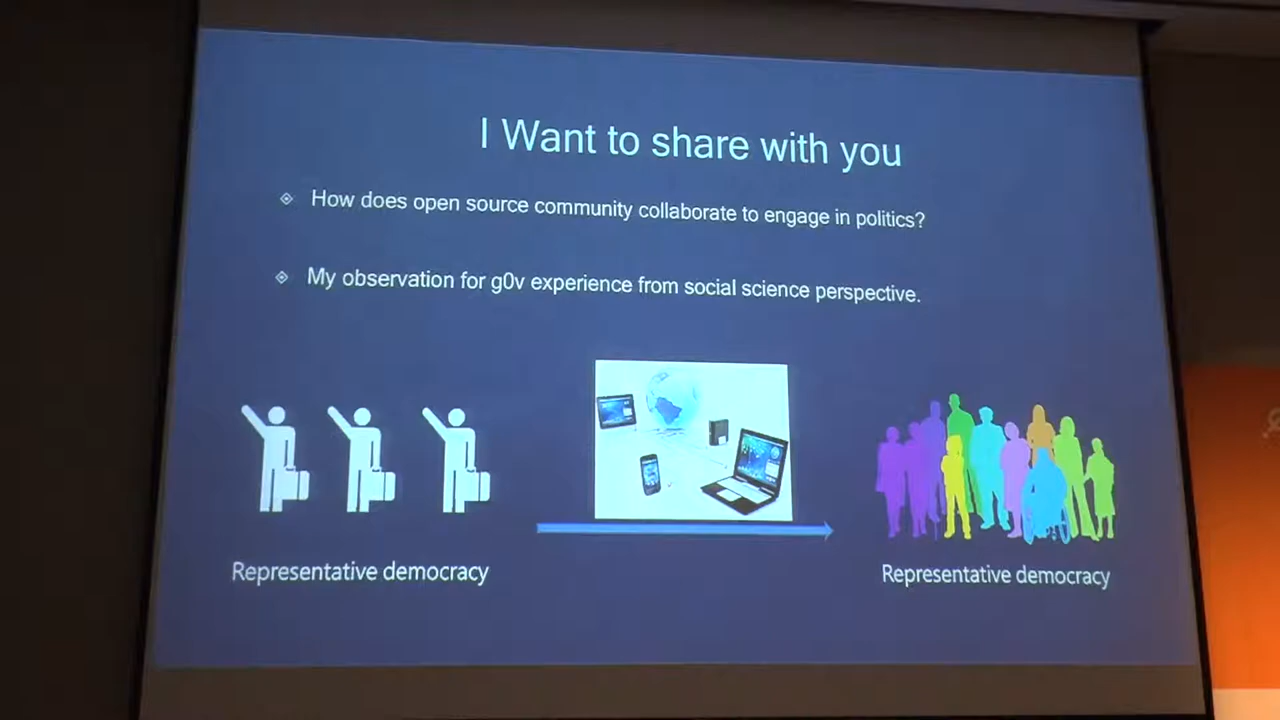 I Want to share with you
How does open source community collaborate to engage in politics?
My observation for g0v experience from social science perspective.
Representative democracy
Representative democracy